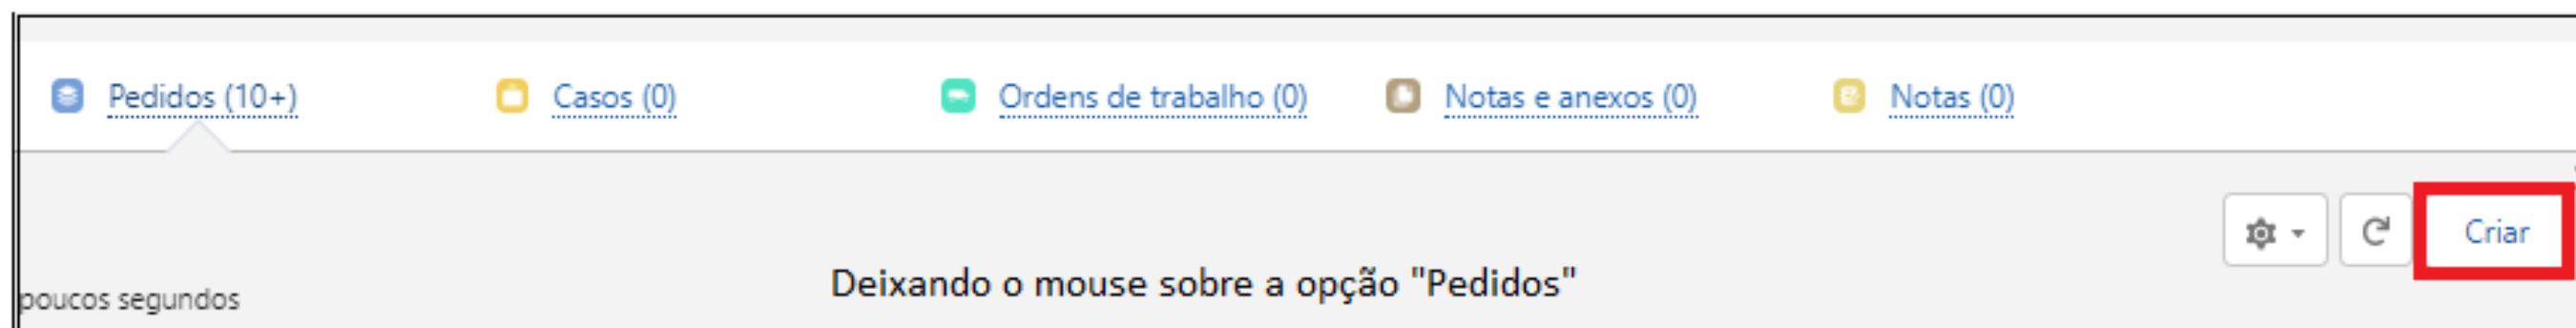 Pedidos (10+) Casos (0) Ordens de trabalho (0) Notas e anexos (0) Notas (0)
Criar
Deixando o mouse sobre a opção "Pedidos"
poucos segundos